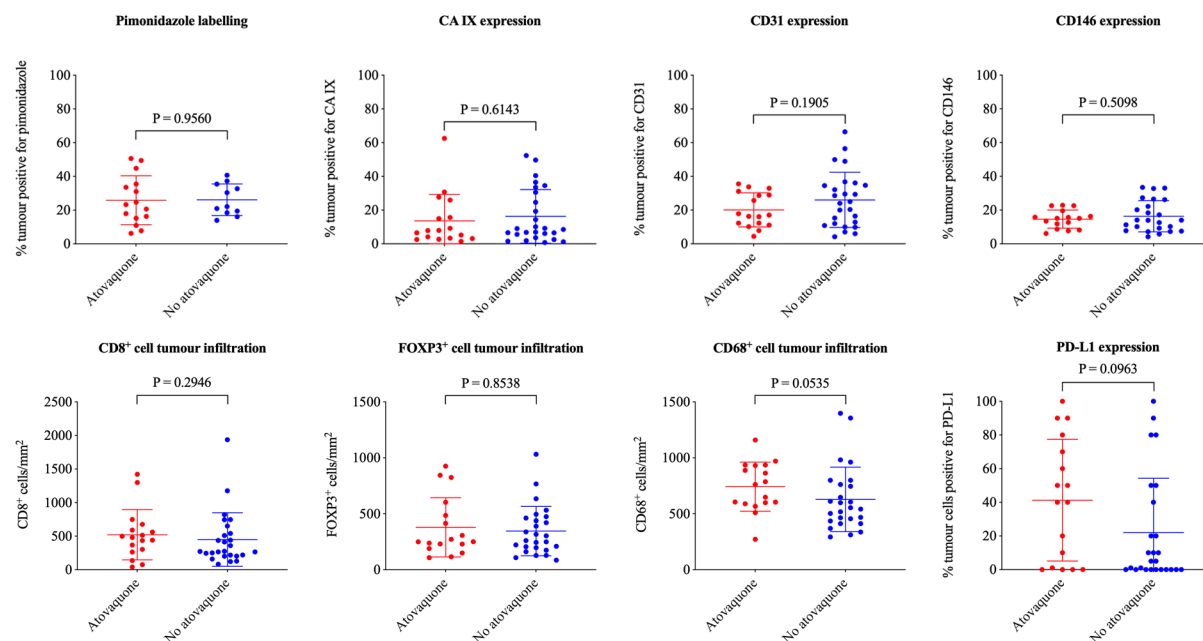 Pimonidazole labelling
% tumour positive for pimonidazole
100
80
60
40
20
0
P = 0.9560
Atovaquone
No atovaquone
CA IX expression
% tumour positive for CA IX
100
80
60
40
20
0
P = 0.6143
Atovaquone
No atovaquone
CD31 expression
% tumour positive for CD31
100
80
60
40
20
0
P = 0.1905
Atovaquone
No atovaquone
CD146 expression
% tumour positive for CD146
100
80
60
40
20
0
P = 0.5098
Atovaquone
No atovaquone
CD8⁺ cell tumour infiltration
P = 0.2946
CD8⁺ cells/mm²
2500
2000
1500
1000
500
0
Atovaquone
No atovaquone
FOXP3⁺ cell tumour infiltration
P = 0.8538
FOXP3⁺ cells/mm²
1500
1000
500
0
Atovaquone
No atovaquone
CD68⁺ cell tumour infiltration
P = 0.0535
CD68⁺ cells/mm²
1500
1000
500
0
Atovaquone
No atovaquone
PD-L1 expression
P = 0.0963
% tumour cells positive for PD-L1
100
80
60
40
20
0
Atovaquone
No atovaquone